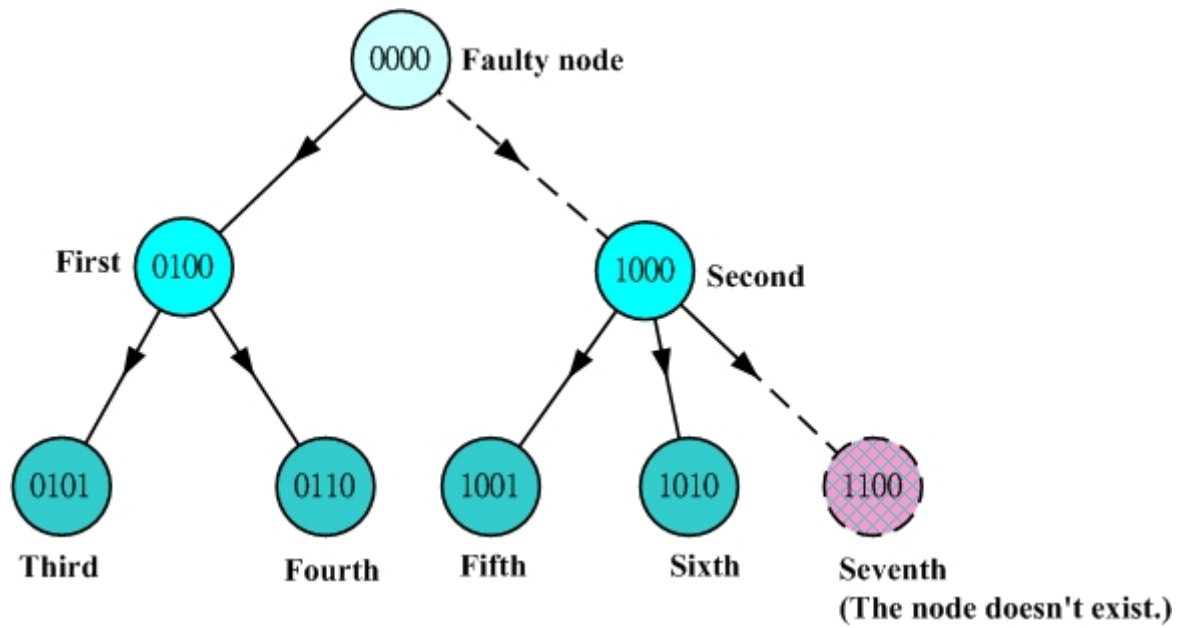 0000 Faulty node
First 0100
1000 Second
0101
0110
1001
1010
1100
Third
Fourth
Fifth
Sixth
Seventh
(The node doesn't exist.)